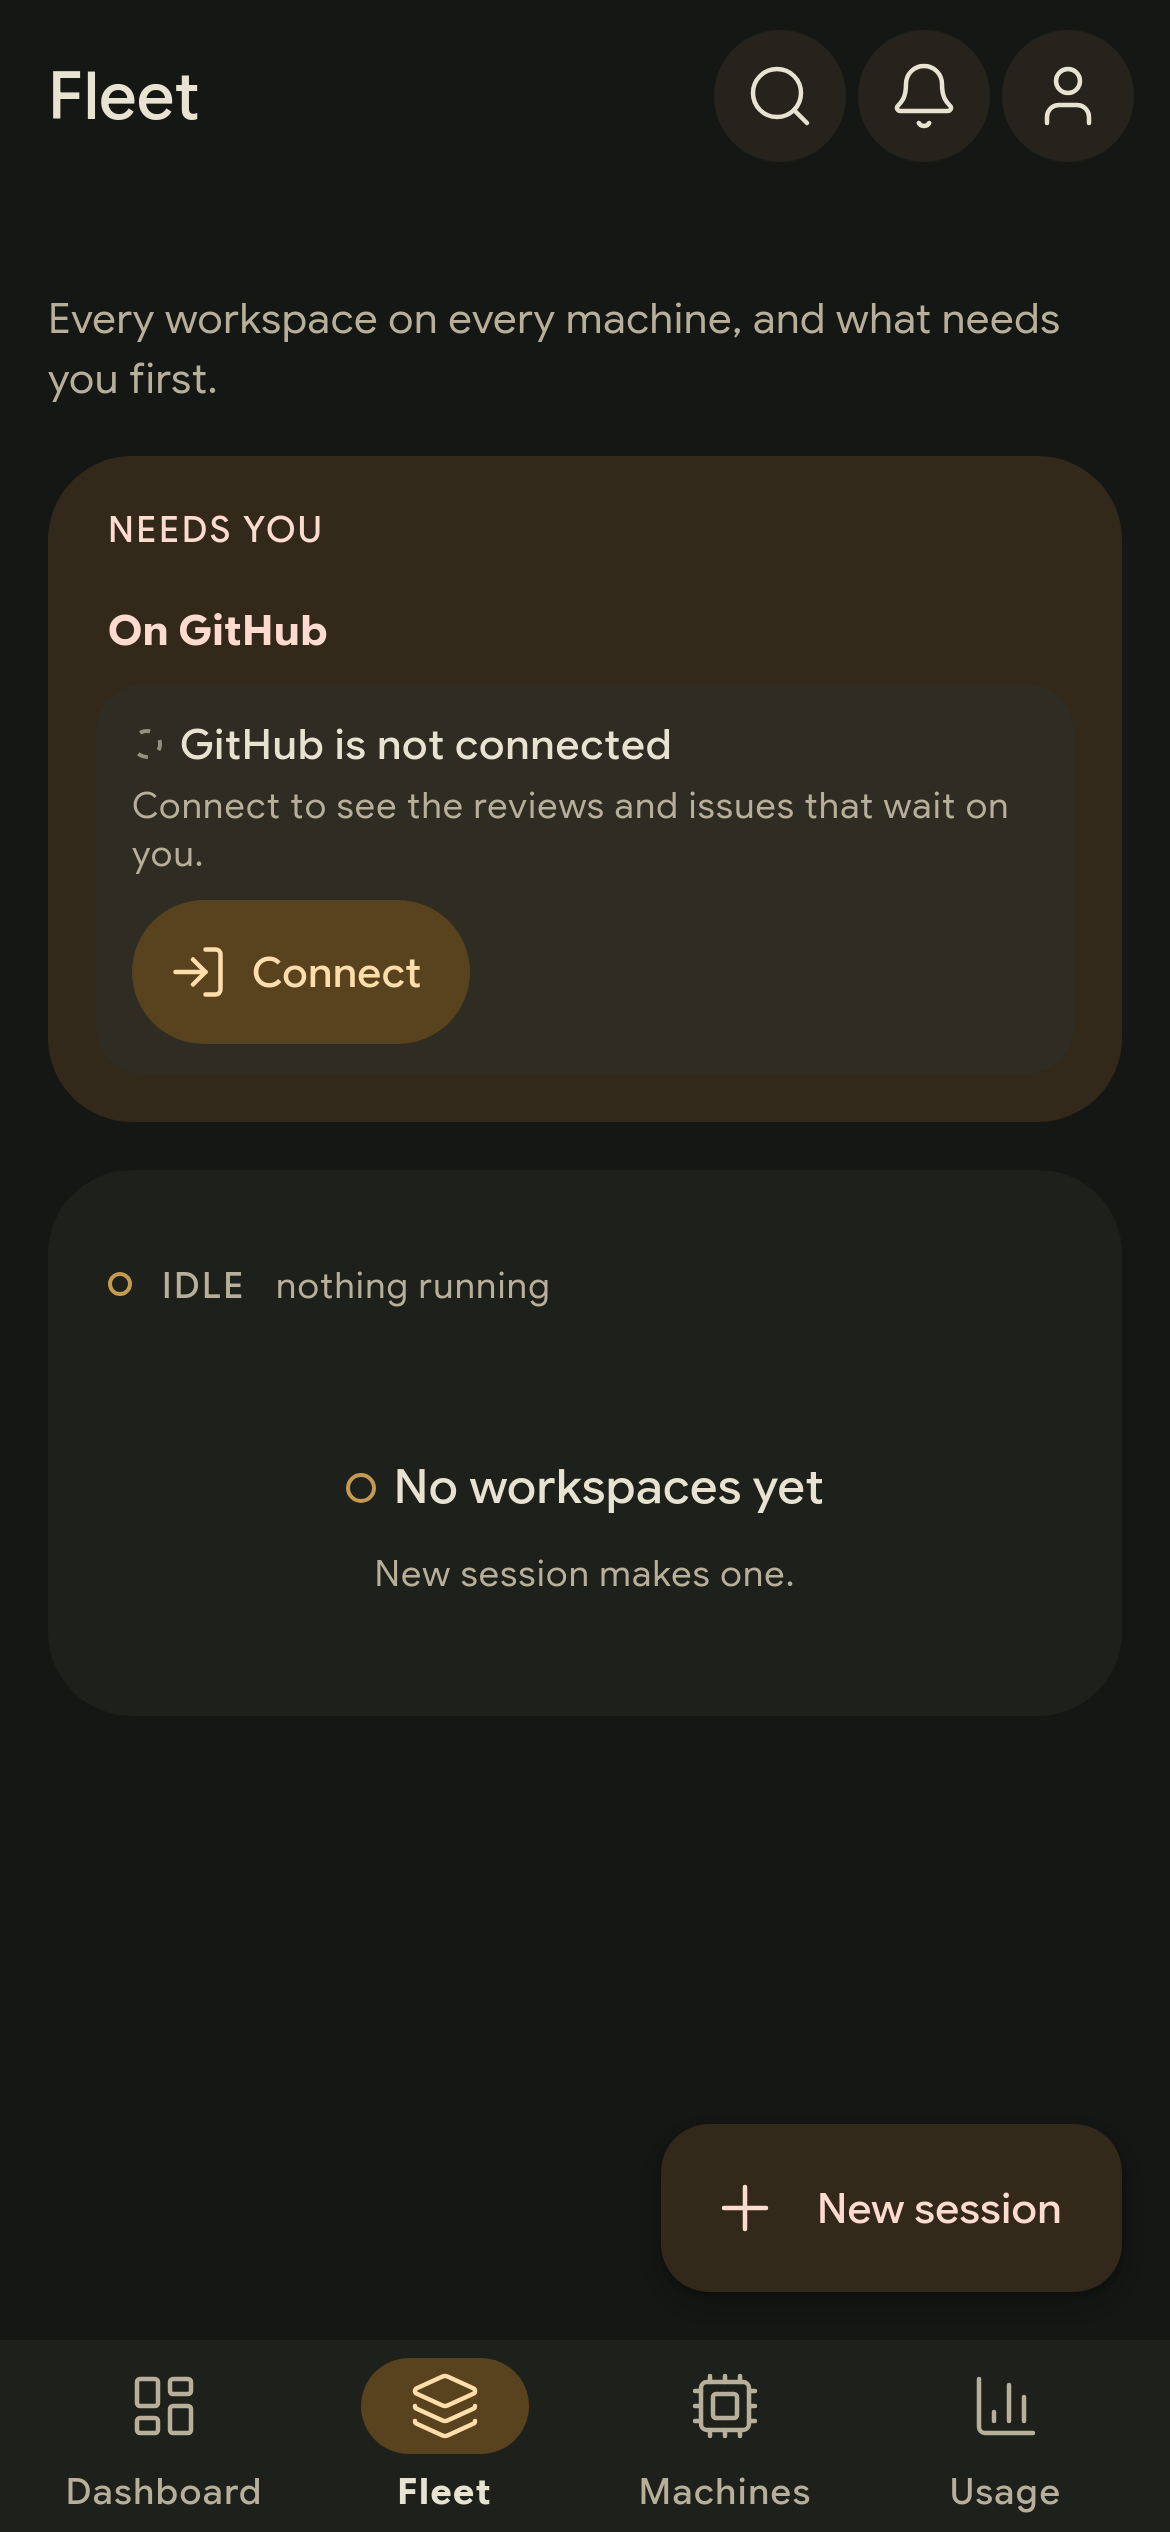 Fleet
Every workspace on every machine, and what needs
you first.
NEEDS YOU
On GitHub
GitHub is not connected
Connect to see the reviews and issues that wait on
you.
Connect
IDLE nothing running
No workspaces yet
New session makes one.
New session
Dashboard Fleet Machines Usage